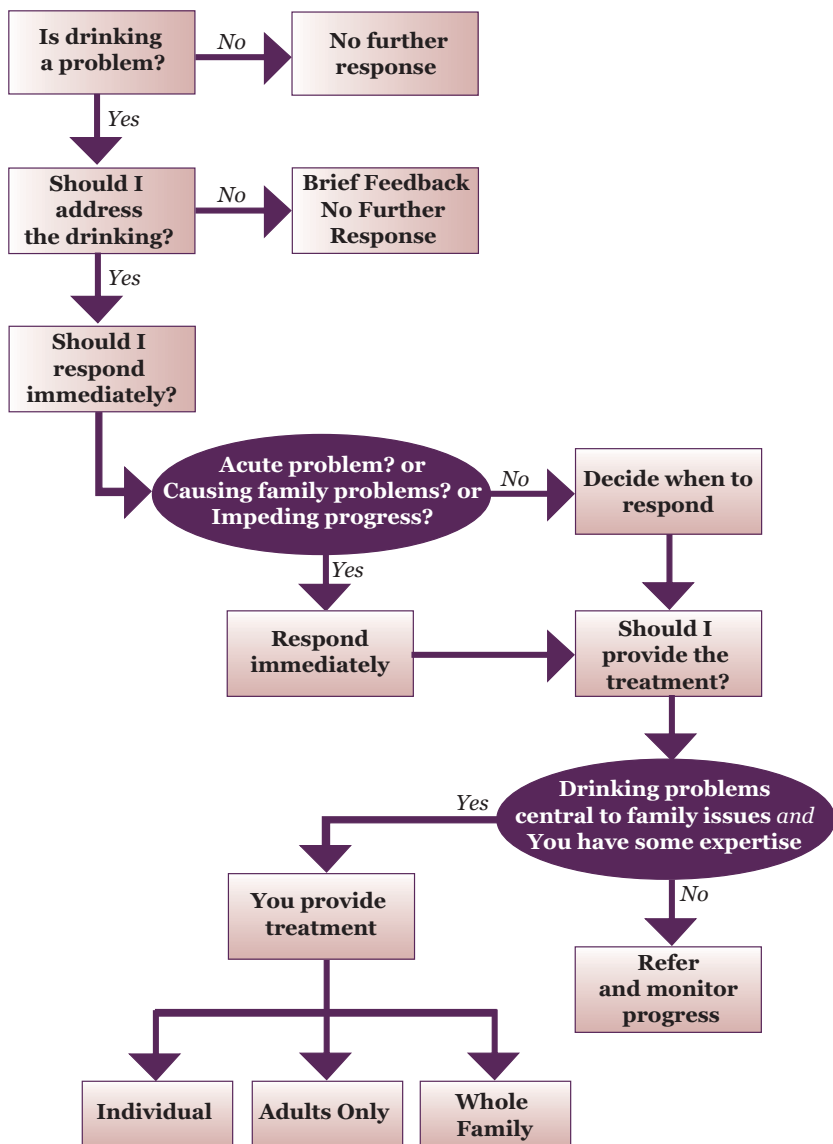 Is drinking
a problem?
No
No further
response
Yes
Should I
address
the drinking?
No
Brief Feedback
No Further
Response
Yes
Should I
respond
immediately?
Acute problem? or
Causing family problems? or
Impeding progress?
No
Decide when to
respond
Yes
Respond
immediately
Should I
provide the
treatment?
Drinking problems
central to family issues and
You have some expertise
Yes
You provide
treatment
No
Refer
and monitor
progress
Individual
Adults Only
Whole
Family